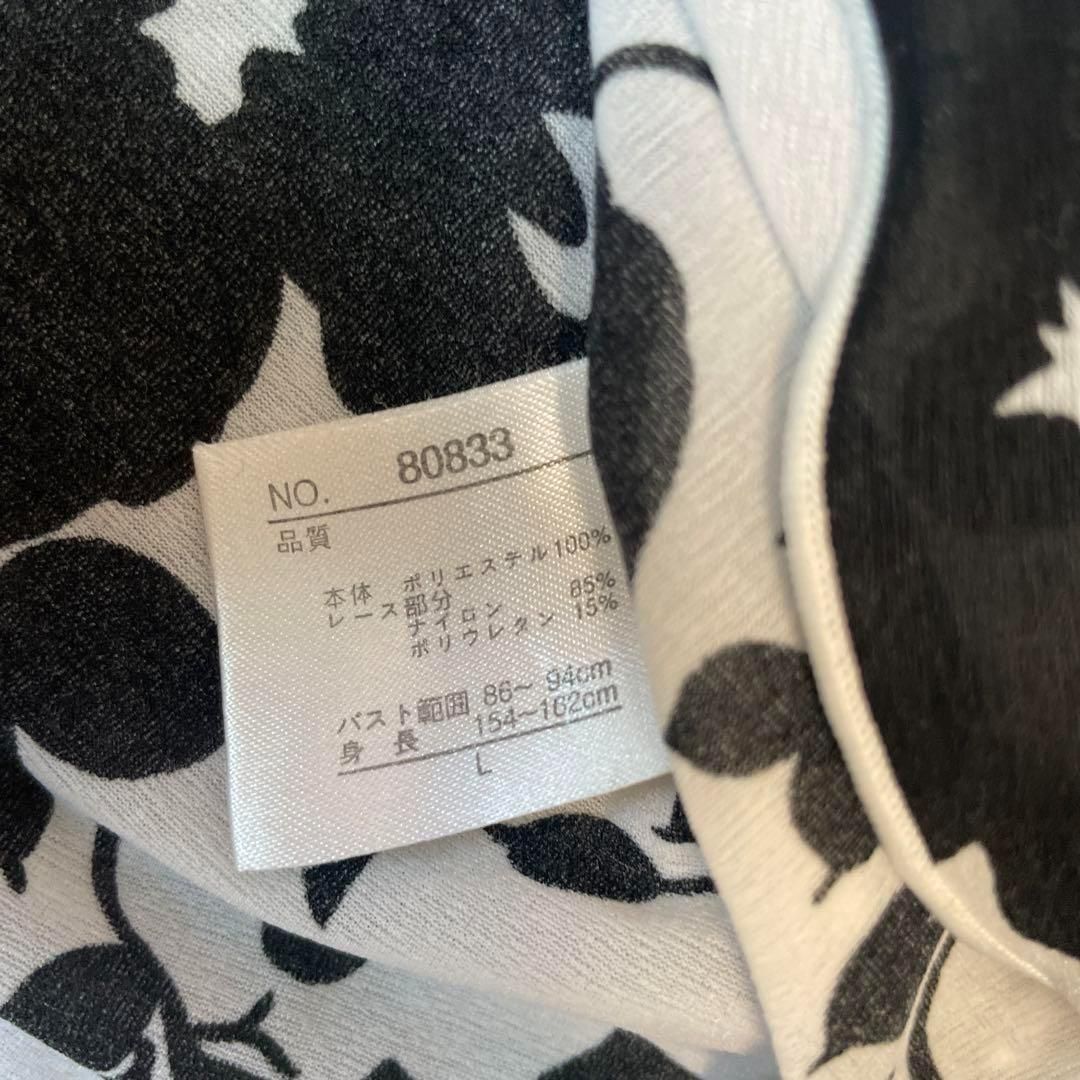 NO. 80833
品質
本体 ポリエステル100%
レース部分
ナイロン 85%
ポリウレタン 15%
バスト範囲 86~ 94cm
身 長 154~162cm
L